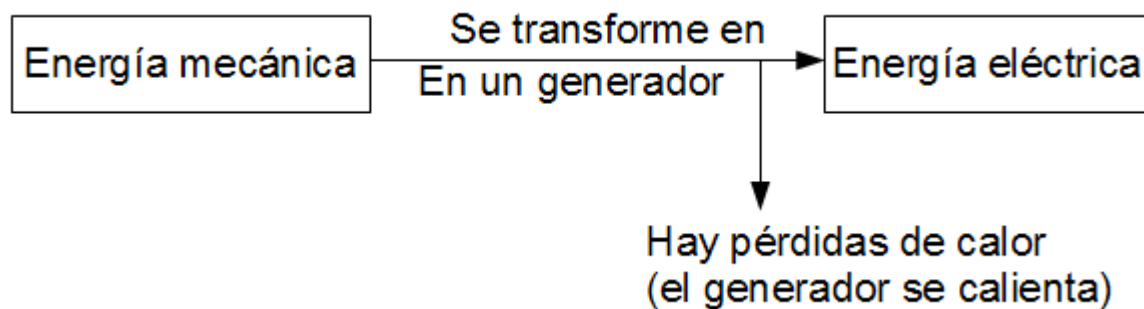 Se transforme en
Energía mecánica
En un generador
Energía eléctrica
Hay pérdidas de calor
(el generador se calienta)